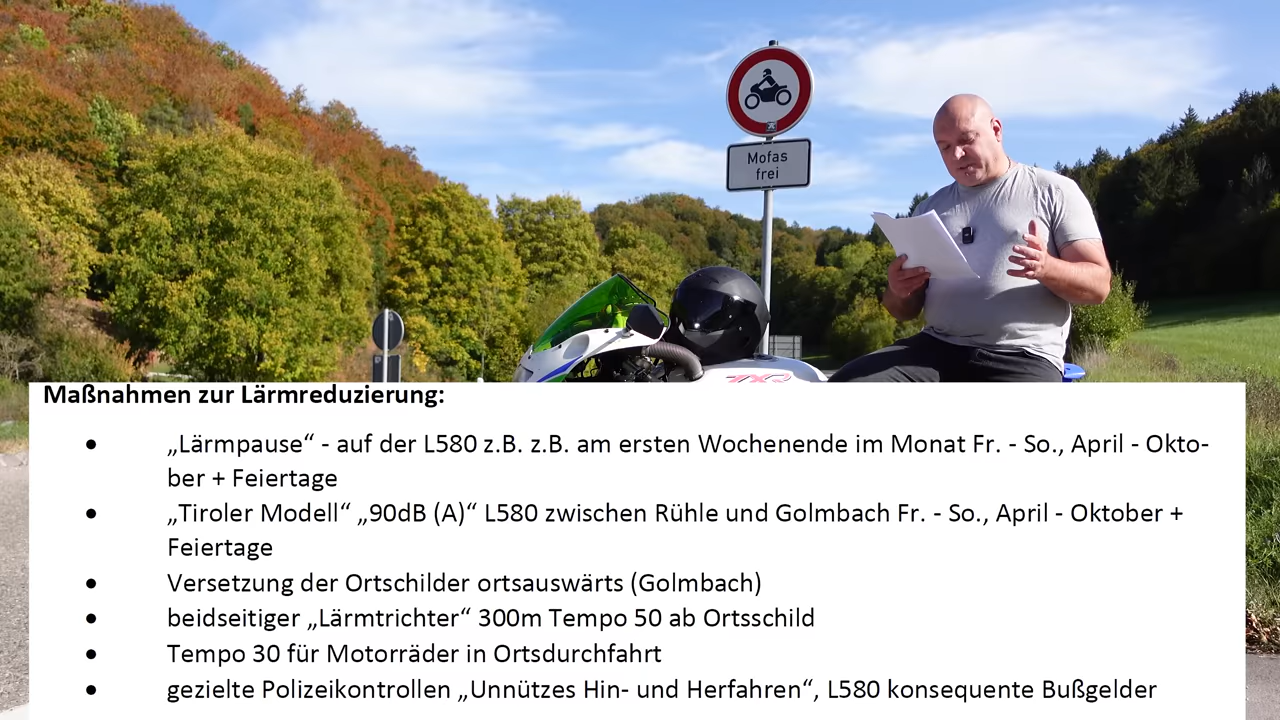 Mofas
frei
ZXR
Maßnahmen zur Lärmreduzierung:
• „Lärmpause“ - auf der L580 z.B. z.B. am ersten Wochenende im Monat Fr. - So., April - Okto-
ber + Feiertage
• „Tiroler Modell“ „90dB (A)“ L580 zwischen Rühle und Golmbach Fr. - So., April - Oktober +
Feiertage
• Versetzung der Ortschilder ortsauswärts (Golmbach)
• beidseitiger „Lärmtrichter“ 300m Tempo 50 ab Ortsschild
• Tempo 30 für Motorräder in Ortsdurchfahrt
• gezielte Polizeikontrollen „Unnützes Hin- und Herfahren“, L580 konsequente Bußgelder